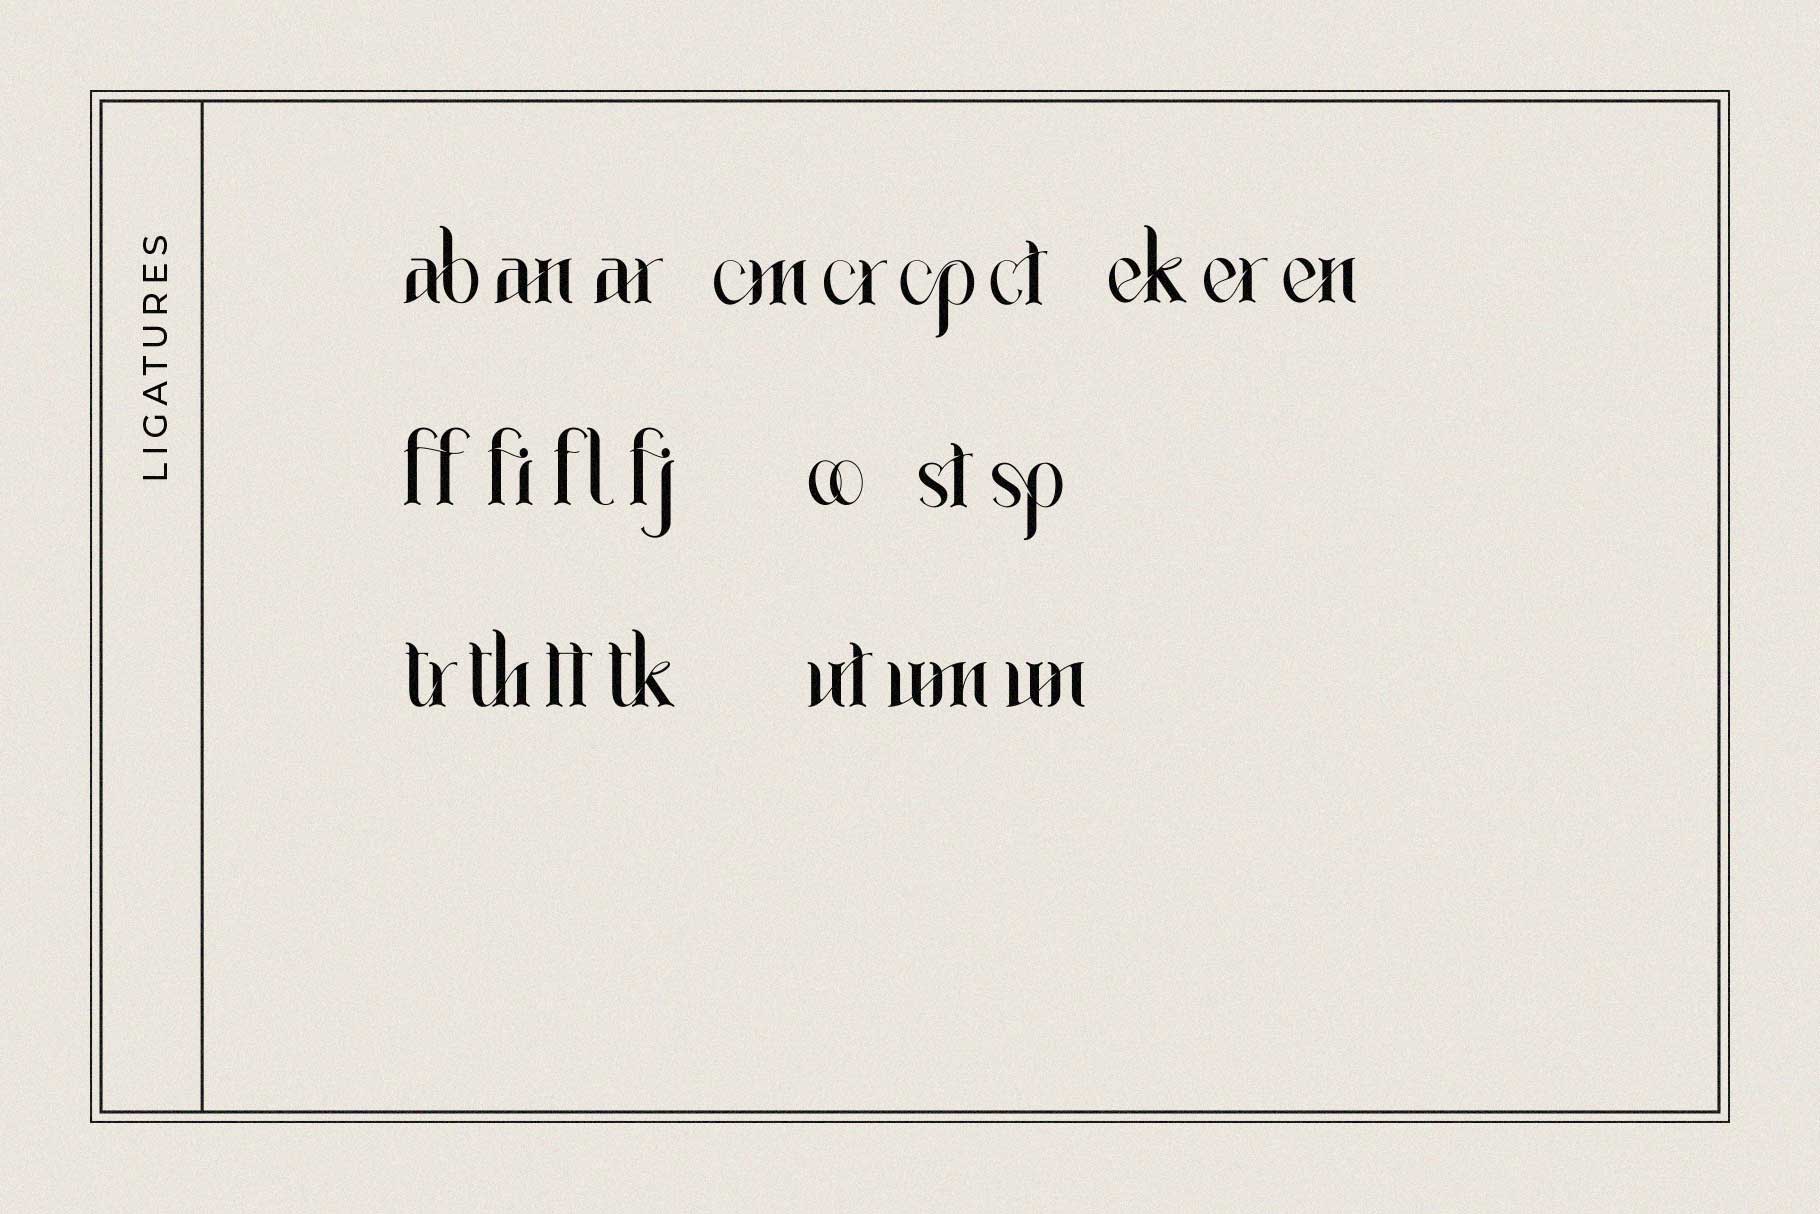 LIGATURES
ab an ar cm cr cp ct ek er en
ff fi fl fj oo st sp
tr th tt tk ut um un